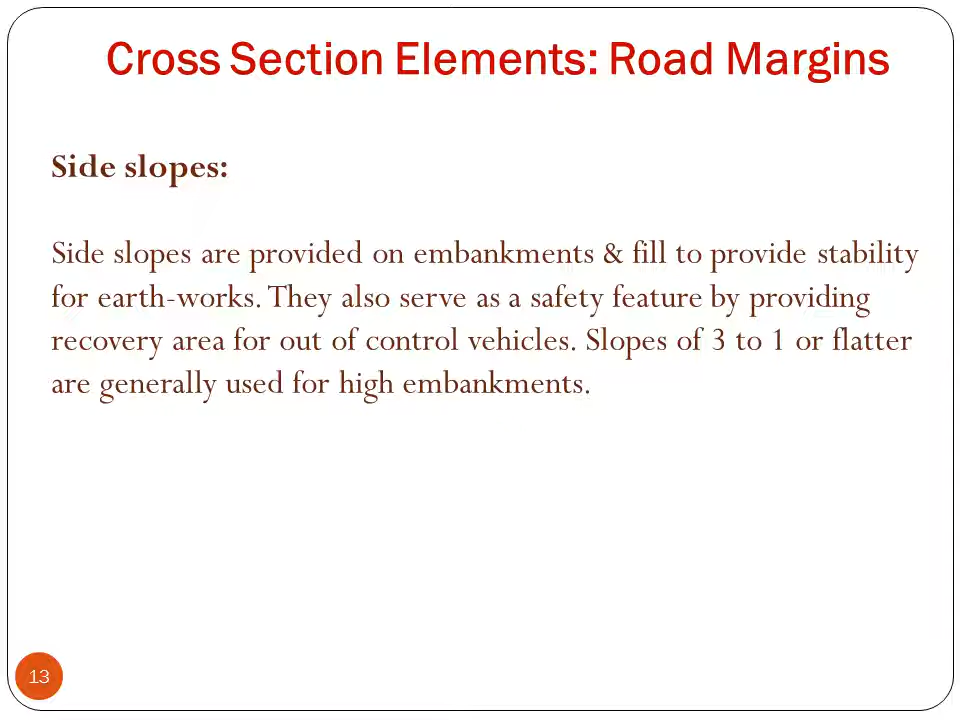 Cross Section Elements: Road Margins
Side slopes:
Side slopes are provided on embankments & fill to provide stability
for earth-works. They also serve as a safety feature by providing
recovery area for out of control vehicles. Slopes of 3 to 1 or flatter
are generally used for high embankments.
13